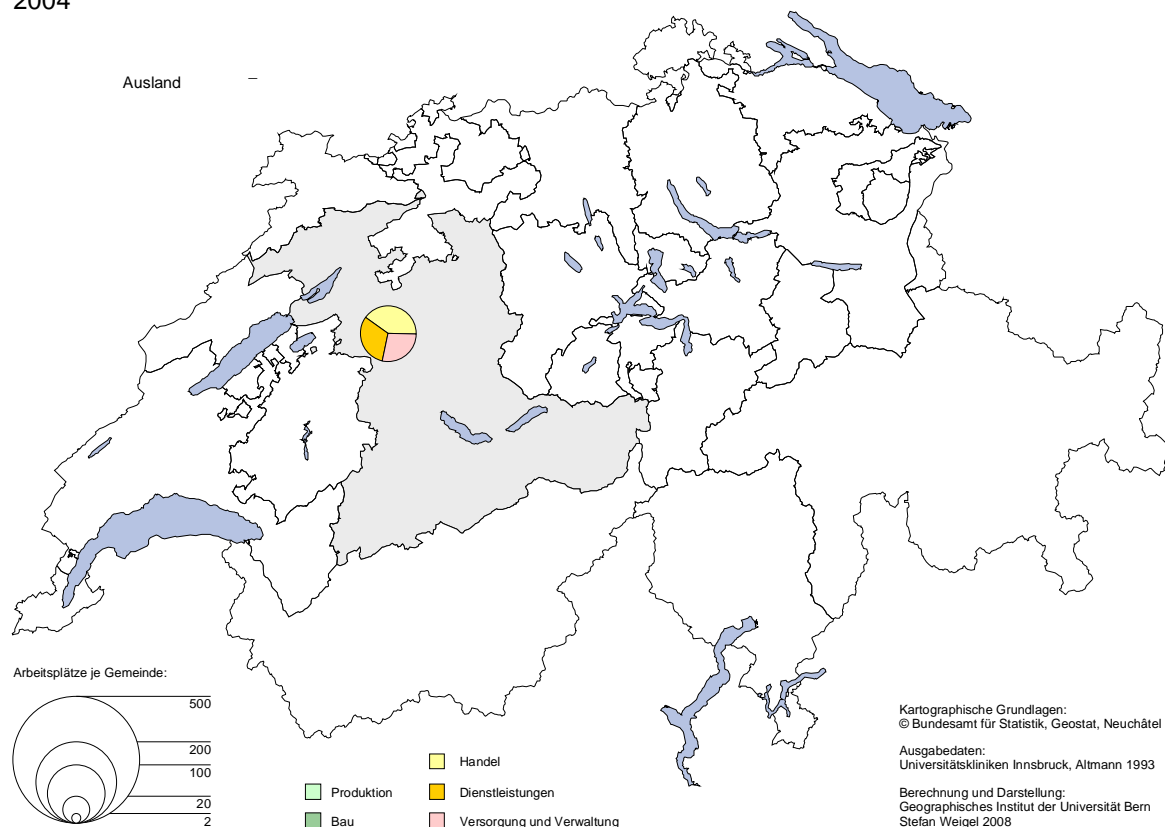 2004
Ausland –
Arbeitsplätze je Gemeinde:
500
200
100
20
2
Handel
Produktion
Dienstleistungen
Bau
Versorgung und Verwaltung
Kartographische Grundlagen:
© Bundesamt für Statistik, Geostat, Neuchâtel
Ausgabedaten:
Universitätskliniken Innsbruck, Altmann 1993
Berechnung und Darstellung:
Geographisches Institut der Universität Bern
Stefan Weigel 2008